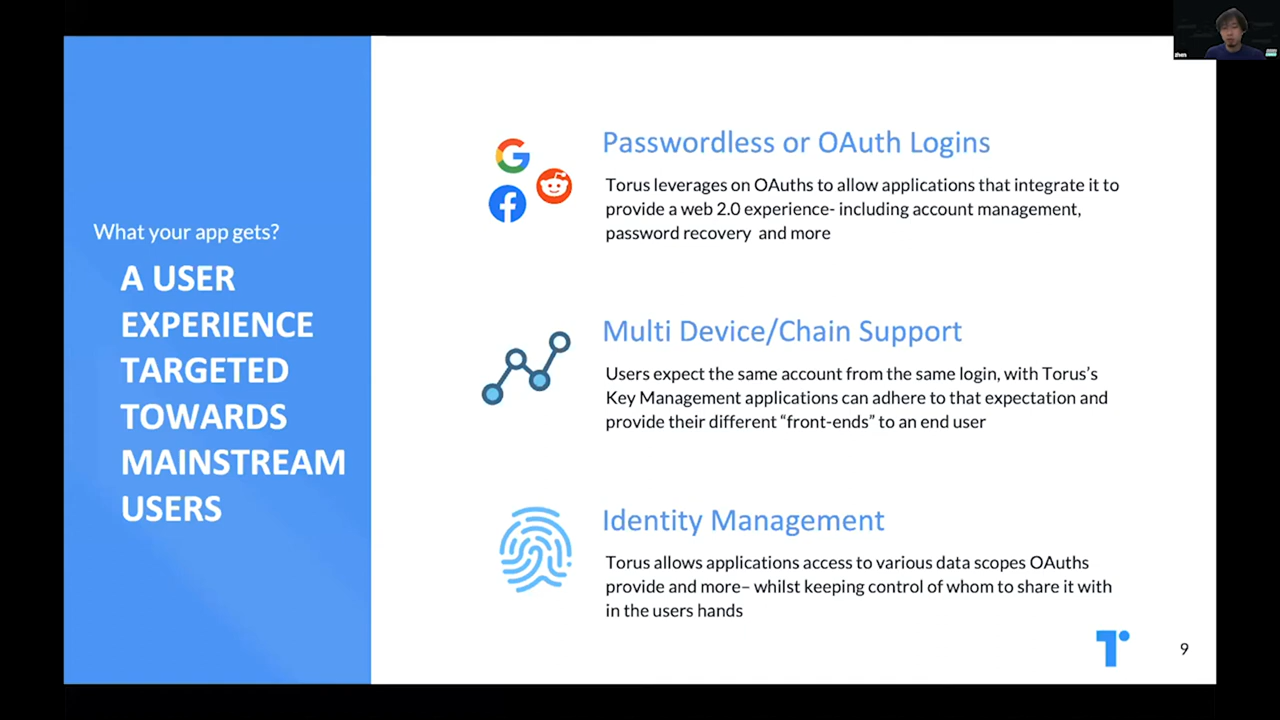 What your app gets?
A USER
EXPERIENCE
TARGETED
TOWARDS
MAINSTREAM
USERS
Passwordless or OAuth Logins
Torus leverages on OAuths to allow applications that integrate it to
provide a web 2.0 experience- including account management,
password recovery and more
Multi Device/Chain Support
Users expect the same account from the same login, with Torus’s
Key Management applications can adhere to that expectation and
provide their different “front-ends” to an end user
Identity Management
Torus allows applications access to various data scopes OAuths
provide and more– whilst keeping control of whom to share it with
in the users hands
9